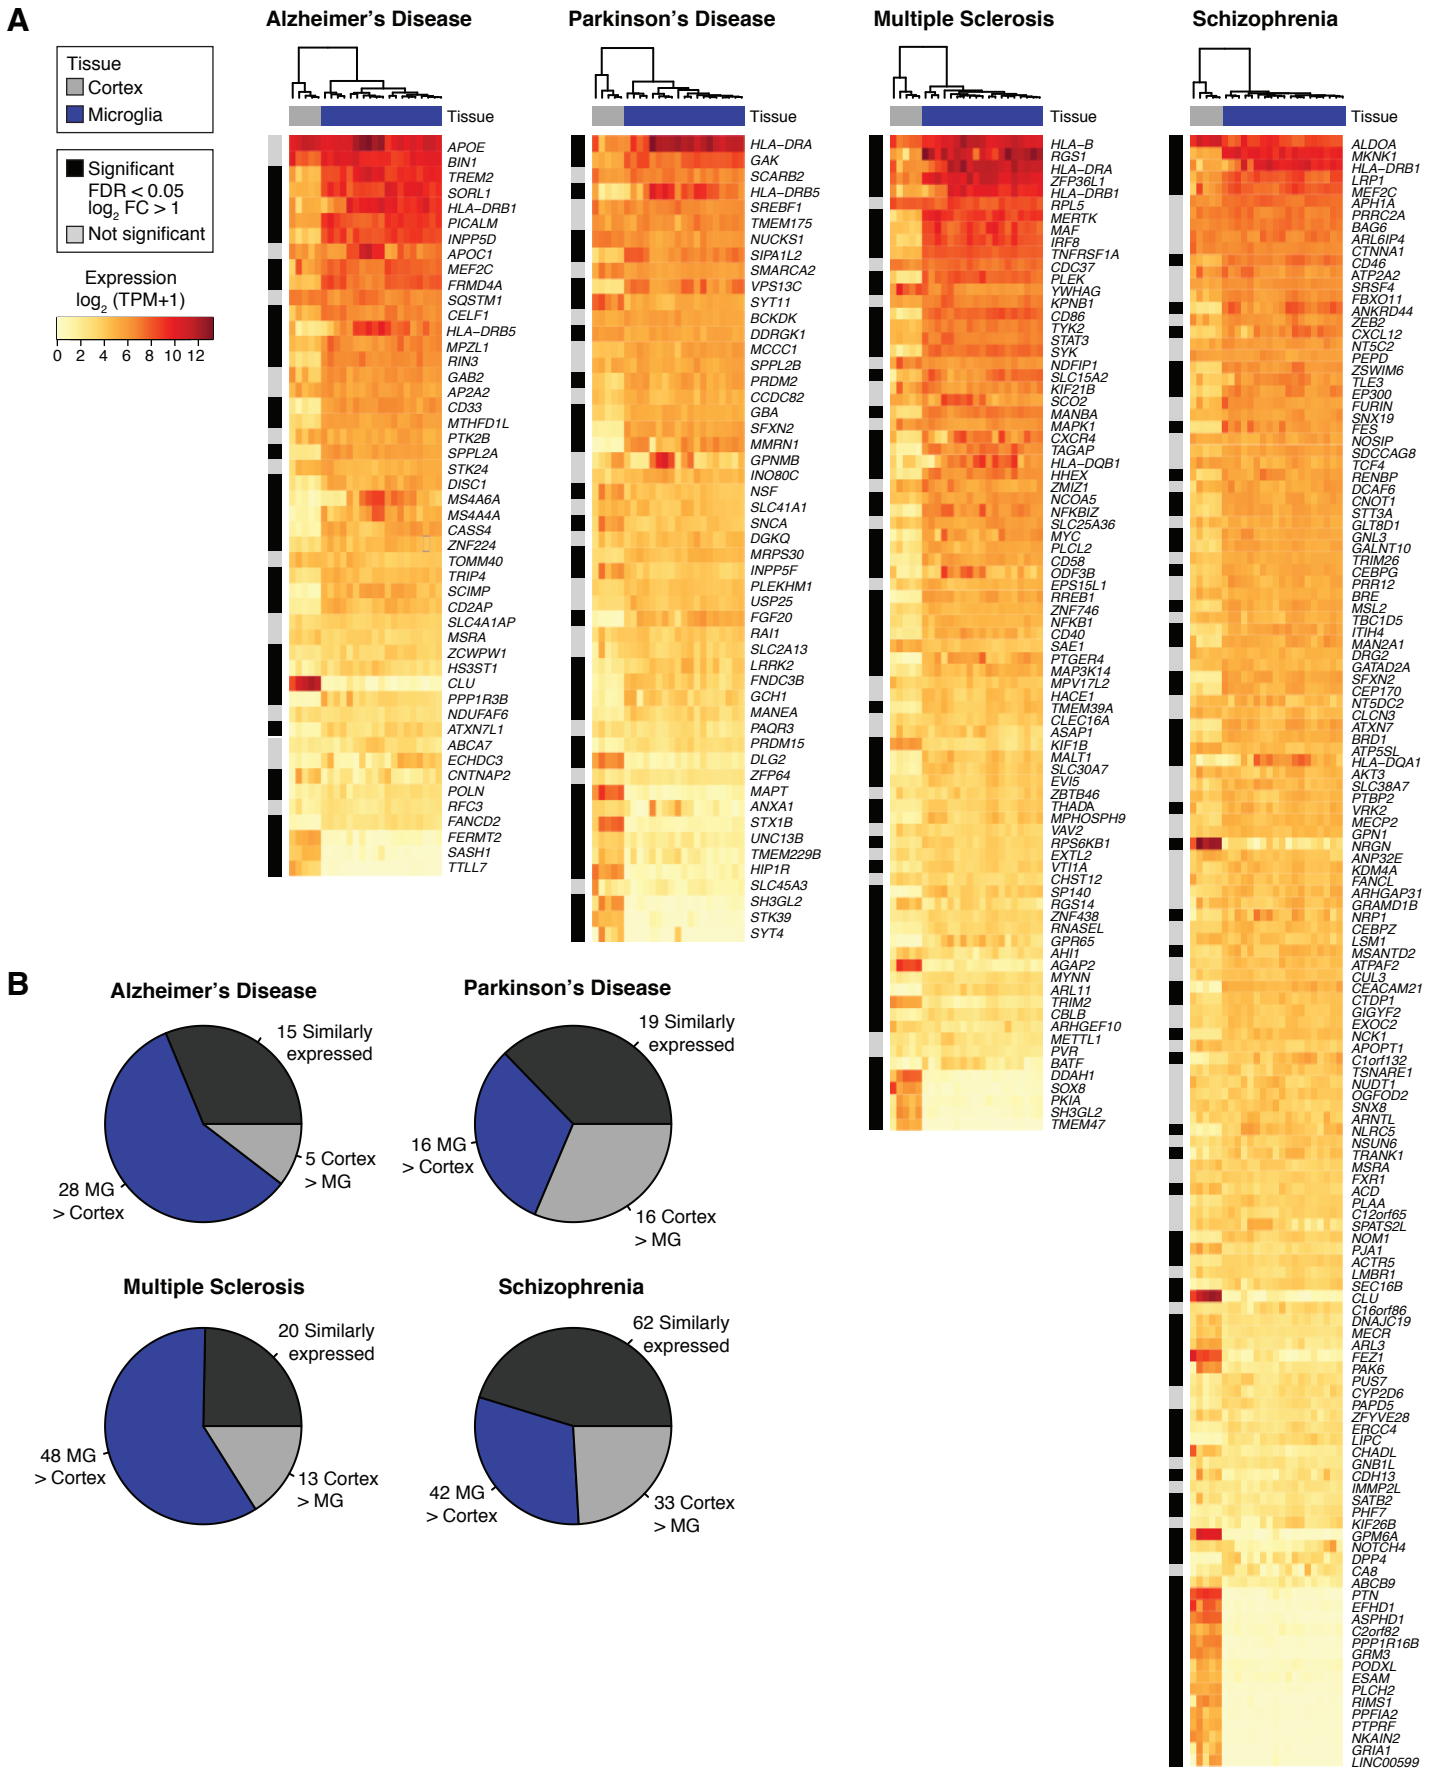 A
Alzheimer's Disease
Parkinson's Disease
Multiple Sclerosis
Schizophrenia
Tissue
Cortex
Microglia
Significant
FDR < 0.05
log2 FC > 1
Not significant
Expression
log2 (TPM+1)
0 2 4 6 8 10 12
Tissue
APOE
BIN1
TREM2
SORL1
HLA−DRB1
PICALM
INPP5D
APOC1
MEF2C
FRMD4A
SQSTM1
CELF1
HLA−DRB5
MPZL1
RIN3
GAB2
AP2A2
CD33
MTHFD1L
PTK2B
SPPL2A
STK24
DISC1
MS4A6A
MS4A4A
CASS4
ZNF224
TOMM40
TRIP4
SCIMP
CD2AP
SLC4A1AP
MSRA
ZCWPW1
HS3ST1
CLU
PPP1R3B
NDUFAF6
ATXN7L1
ABCA7
ECHDC3
CNTNAP2
POLN
RFC3
FANCD2
FERMT2
SASH1
TTLL7
Tissue
HLA−DRA
GAK
SCARB2
HLA−DRB5
SREBF1
TMEM175
NUCKS1
SIPA1L2
SMARCA2
VPS13C
SYT11
BCKDK
DDRGK1
MCCC1
SPPL2B
PRDM2
CCDC82
GBA
SFXN2
MMRN1
GPNMB
INO80C
NSF
SLC41A1
SNCA
DGKQ
MRPS30
INPP5F
PLEKHM1
USP25
FGF20
RAI1
SLC2A13
LRRK2
FNDC3B
GCH1
MANEA
PAQR3
PRDM15
DLG2
ZFP64
MAPT
ANXA1
STX1B
UNC13B
TMEM229B
HIP1R
SLC45A3
SH3GL2
STK39
SYT4
Tissue
HLA−B
RGS1
HLA−DRA
ZFP36L1
HLA−DRB1
RPL5
MERTK
MAF
IRF8
TNFRSF1A
CDC37
PLEK
YWHAG
KPNB1
CD86
TYK2
STAT3
SYK
NDFIP1
SLC15A2
KIF21B
SCO2
MANBA
MAPK1
CXCR4
TAGAP
HLA−DQB1
HHEX
ZMIZ1
NCOA5
NFKBIZ
SLC25A36
MYC
PLCL2
CD58
ODF3B
EPS15L1
RREB1
ZNF746
NFKB1
CD40
SAE1
PTGER4
MAP3K14
MPV17L2
HACE1
TMEM39A
CLEC16A
ASAP1
KIF1B
MALT1
SLC30A7
EVI5
ZBTB46
THADA
MPHOSPH9
VAV2
RPS6KB1
EXTL2
VTI1A
CHST12
SP140
RGS14
ZNF438
RNASEL
GPR65
AHI1
AGAP2
MYNN
ARL11
TRIM2
CBLB
ARHGEF10
METTL1
PVR
BATF
DDAH1
SOX8
PKIA
SH3GL2
TMEM47
Tissue
ALDOA
MKNK1
HLA−DRB1
LRP1
MEF2C
APH1A
PRRC2A
BAG6
ARL6IP4
CTNNA1
CD46
ATP2A2
SRSF4
FBXO11
ANKRD44
ZEB2
CXCL12
NT5C2
PEPD
ZSWIM6
TLE3
EP300
FURIN
SNX19
FES
NOSIP
SDCCAG8
TCF4
RENBP
DCAF6
CNOT1
STT3A
GLT8D1
GNL3
GALNT10
TRIM26
CEBPG
PRR12
BRE
MSL2
TBC1D5
ITIH4
MAN2A1
DRG2
GATAD2A
SFXN2
CEP170
NT5DC2
CLCN3
ATXN7
BRD1
ATP5SL
HLA−DQA1
AKT3
SLC38A7
PTBP2
VRK2
MECP2
GPN1
NRGN
ANP32E
KDM4A
FANCL
ARHGAP31
GRAMD1B
NRP1
CEBPZ
LSM1
MSANTD2
ATPAF2
CUL3
CEACAM21
CTDP1
GIGYF2
EXOC2
NCK1
APOPT1
C1orf132
TSNARE1
NUDT1
OGFOD2
SNX8
ARNTL
NLRC5
NSUN6
TRANK1
MSRA
FXR1
ACD
PLAA
C12orf65
SPATS2L
NOM1
PJA1
ACTR5
LMBR1
SEC16B
CLU
C16orf86
DNAJC19
MECR
ARL3
FEZ1
PAK6
PUS7
CYP2D6
PAPD5
ZFYVE28
ERCC4
LIPC
CHADL
GNB1L
CDH13
IMMP2L
SATB2
PHF7
KIF26B
GPM6A
NOTCH4
DPP4
CA8
ABCB9
PTN
EFHD1
ASPHD1
C2orf82
PPP1R16B
GRM3
PODXL
ESAM
PLCH2
RIMS1
PPFIA2
PTPRF
NKAIN2
GRIA1
LINC00599
B
Alzheimer's Disease
15 Similarly
expressed
5 Cortex
> MG
28 MG
> Cortex
Parkinson's Disease
19 Similarly
expressed
16 MG
> Cortex
16 Cortex
> MG
Multiple Sclerosis
20 Similarly
expressed
48 MG
> Cortex
13 Cortex
> MG
Schizophrenia
62 Similarly
expressed
42 MG
> Cortex
33 Cortex
> MG